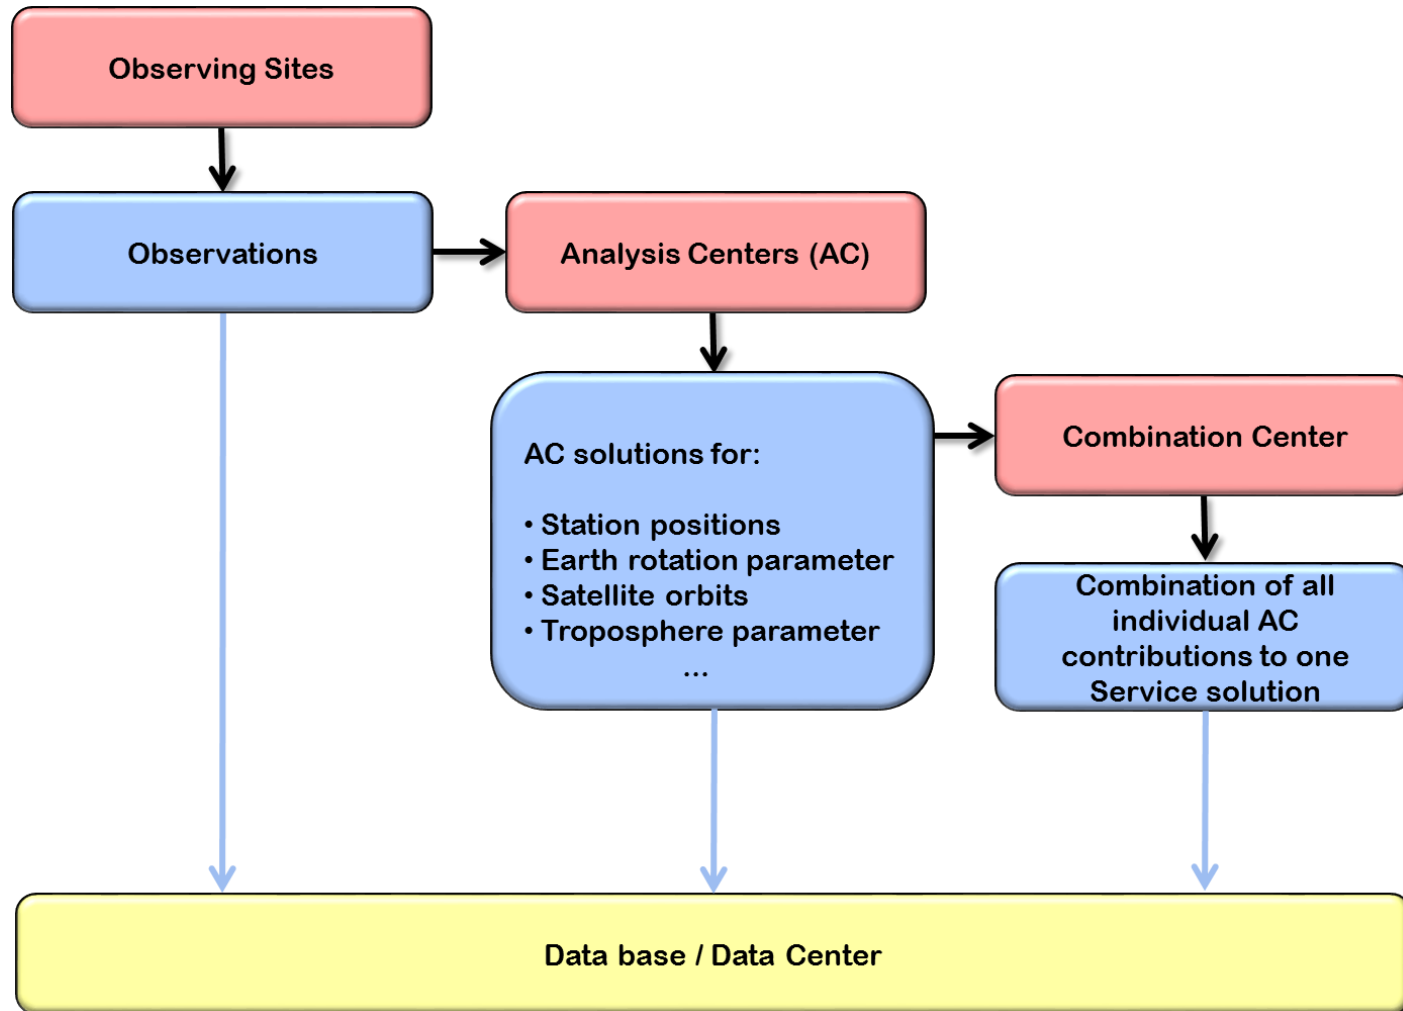 Observing Sites
Observations
Analysis Centers (AC)
AC solutions for:
• Station positions
• Earth rotation parameter
• Satellite orbits
• Troposphere parameter
...
Combination Center
Combination of all
individual AC
contributions to one
Service solution
Data base / Data Center